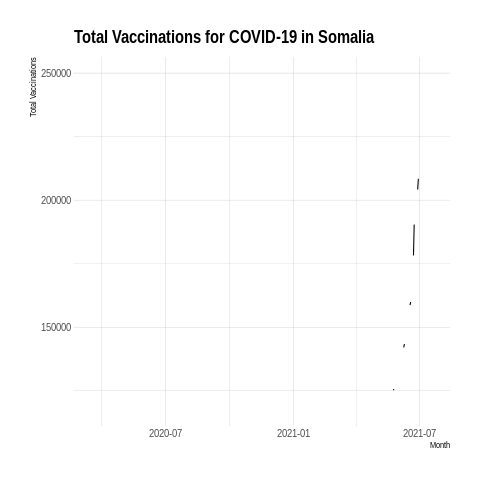 Total Vaccinations for COVID-19 in Somalia
Total Vaccinations
250000
200000
150000
2020-07
2021-01
2021-07
Month